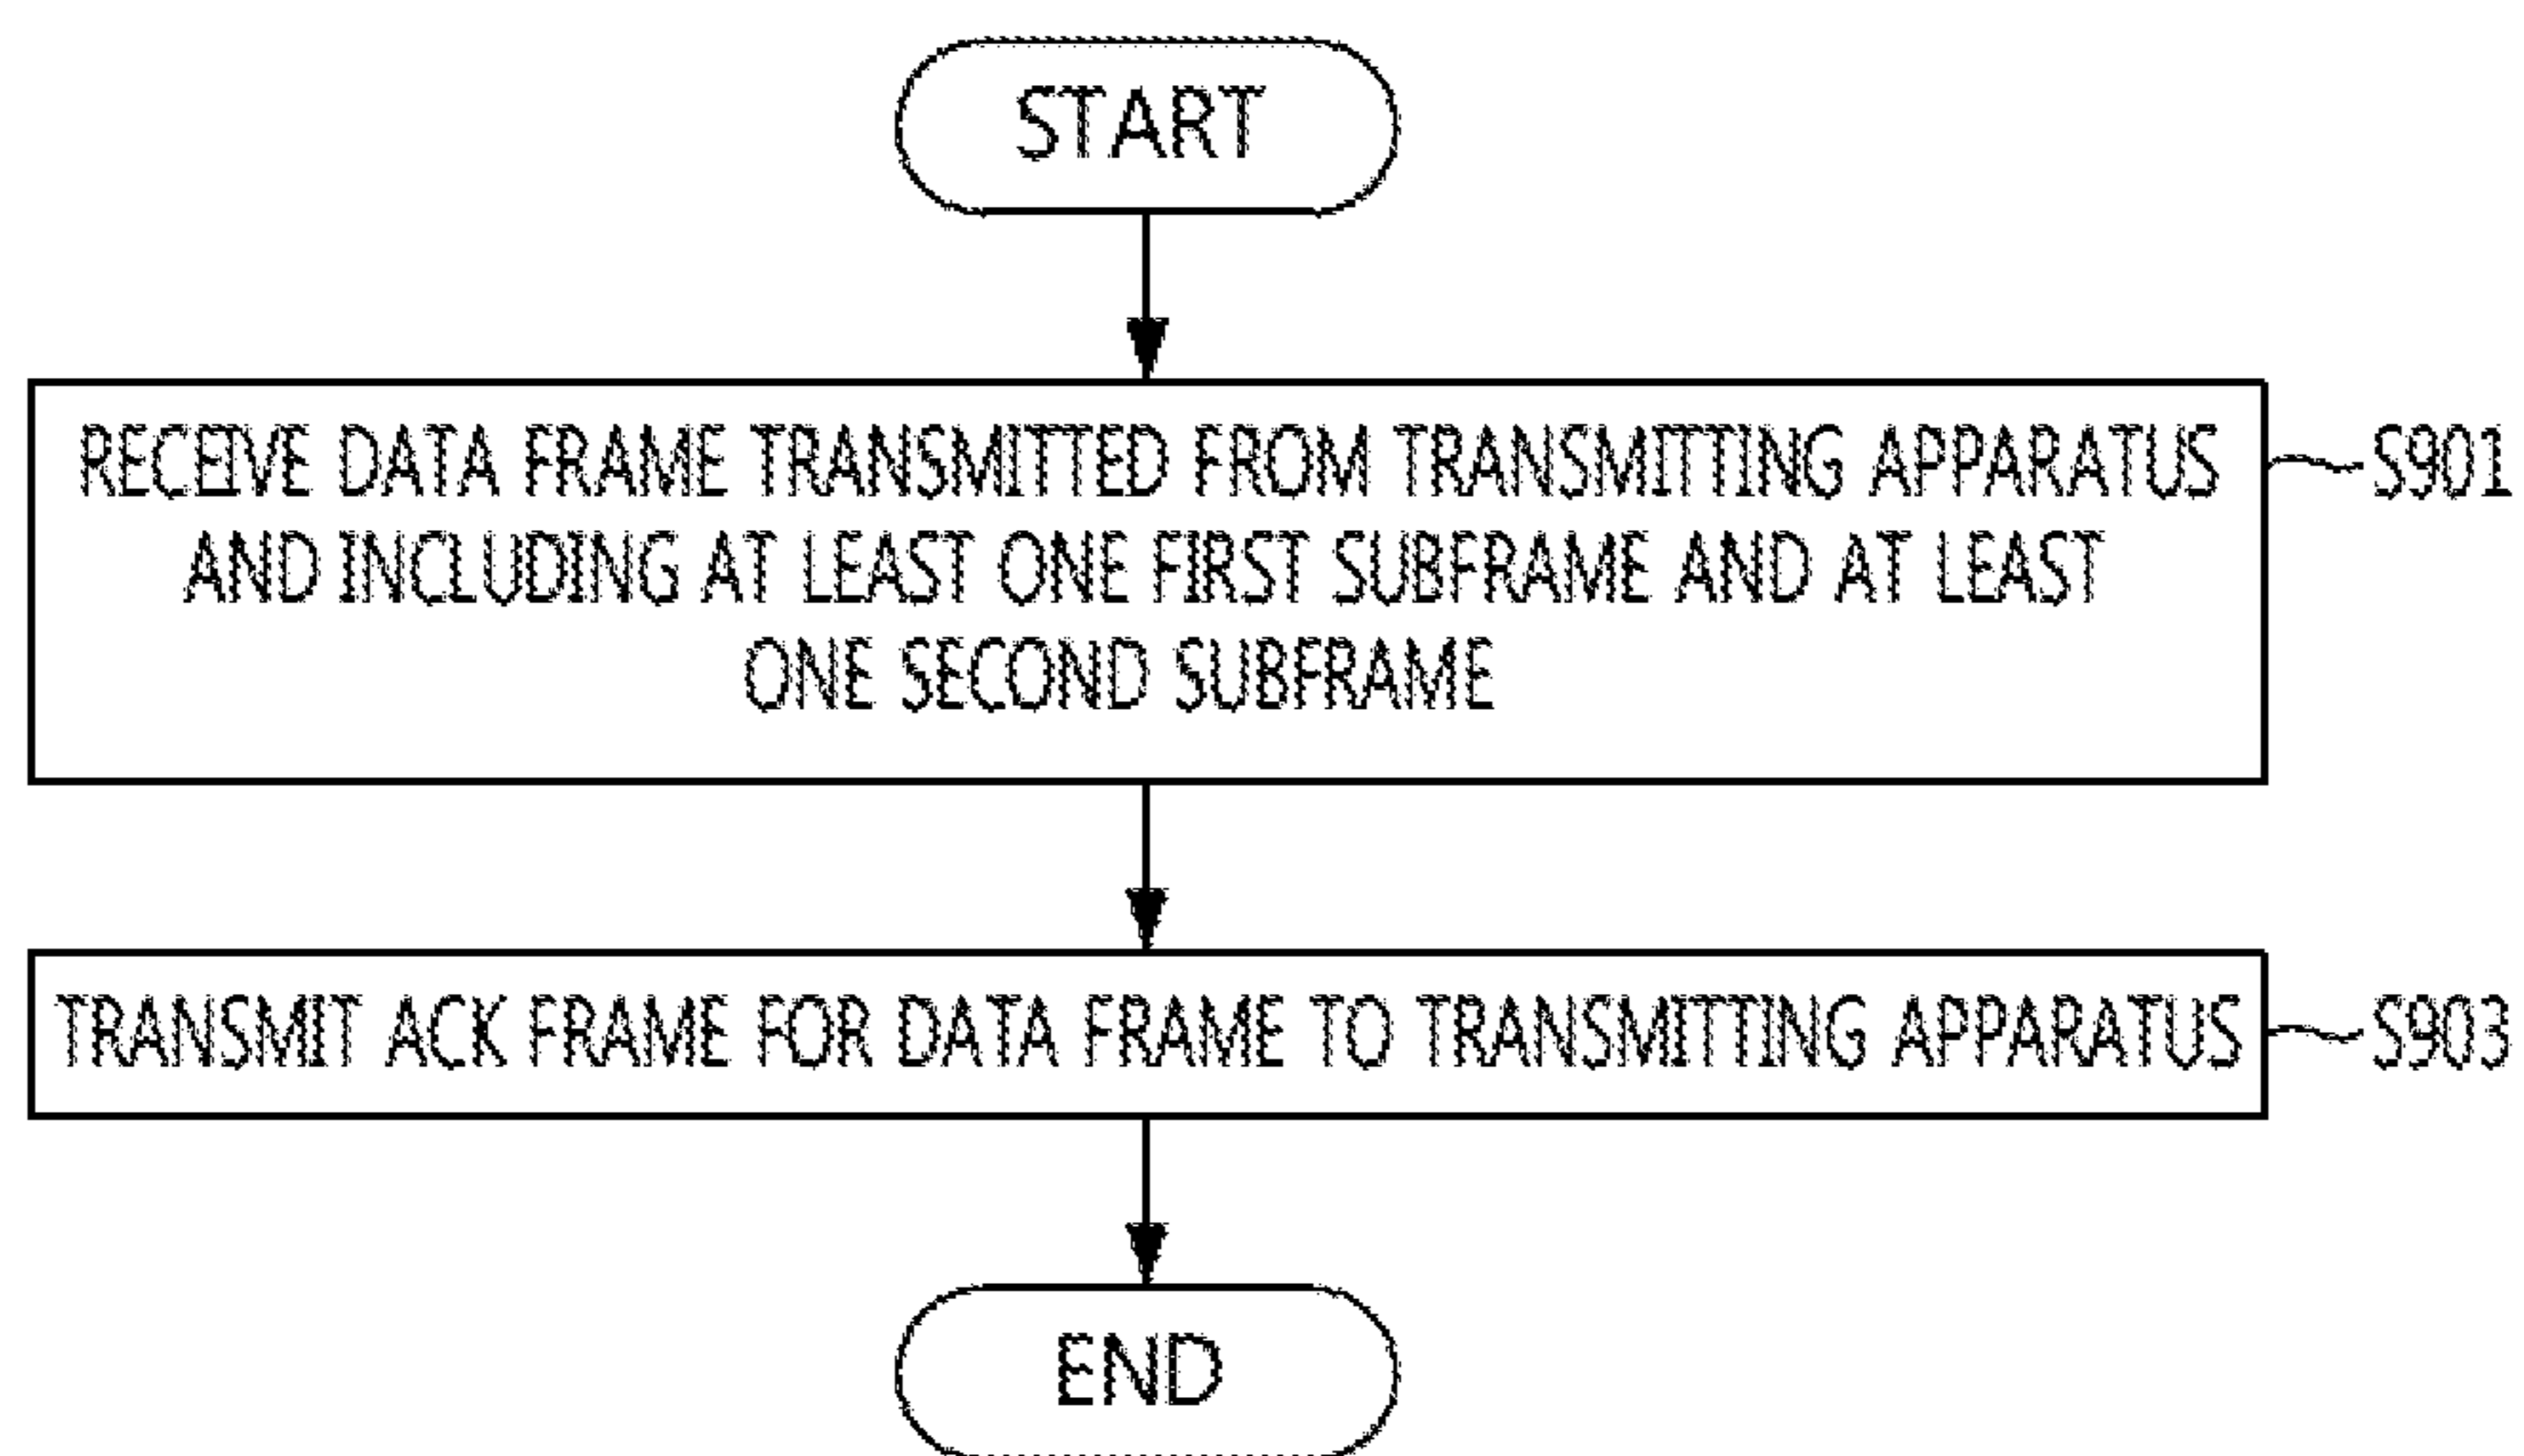 START
RECEIVE DATA FRAME TRANSMITTED FROM TRANSMITTING APPARATUS
AND INCLUDING AT LEAST ONE FIRST SUBFRAME AND AT LEAST
ONE SECOND SUBFRAME
S901
TRANSMIT ACK FRAME FOR DATA FRAME TO TRANSMITTING APPARATUS
S903
END